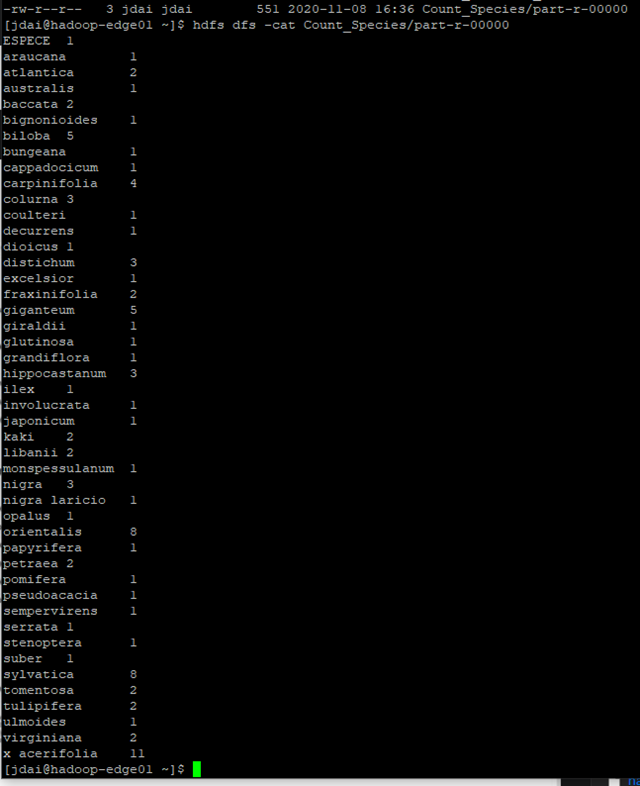 -rw-r--r--   3 jdai jdai        551 2020-11-08 16:36 Count_Species/part-r-00000
[jdai@hadoop-edge01 ~]$ hdfs dfs -cat Count_Species/part-r-00000
ESPECE  1
araucana        1
atlantica       2
australis       1
baccata 2
bignonioides    1
biloba  5
bungeana        1
cappadocicum    1
carpinifolia    4
colurna 3
coulteri        1
decurrens       1
dioicus 1
distichum       3
excelsior       1
fraxinifolia    2
giganteum       5
giraldii        1
glutinosa       1
grandiflora     1
hippocastanum   3
ilex    1
involucrata     1
japonicum       1
kaki    2
libanii 2
monspessulanum  1
nigra   3
nigra laricio   1
opalus  1
orientalis      8
papyrifera      1
petraea 2
pomifera        1
pseudoacacia    1
sempervirens    1
serrata 1
stenoptera      1
suber   1
sylvatica       8
tomentosa       2
tulipifera      2
ulmoides        1
virginiana      2
x acerifolia    11
[jdai@hadoop-edge01 ~]$